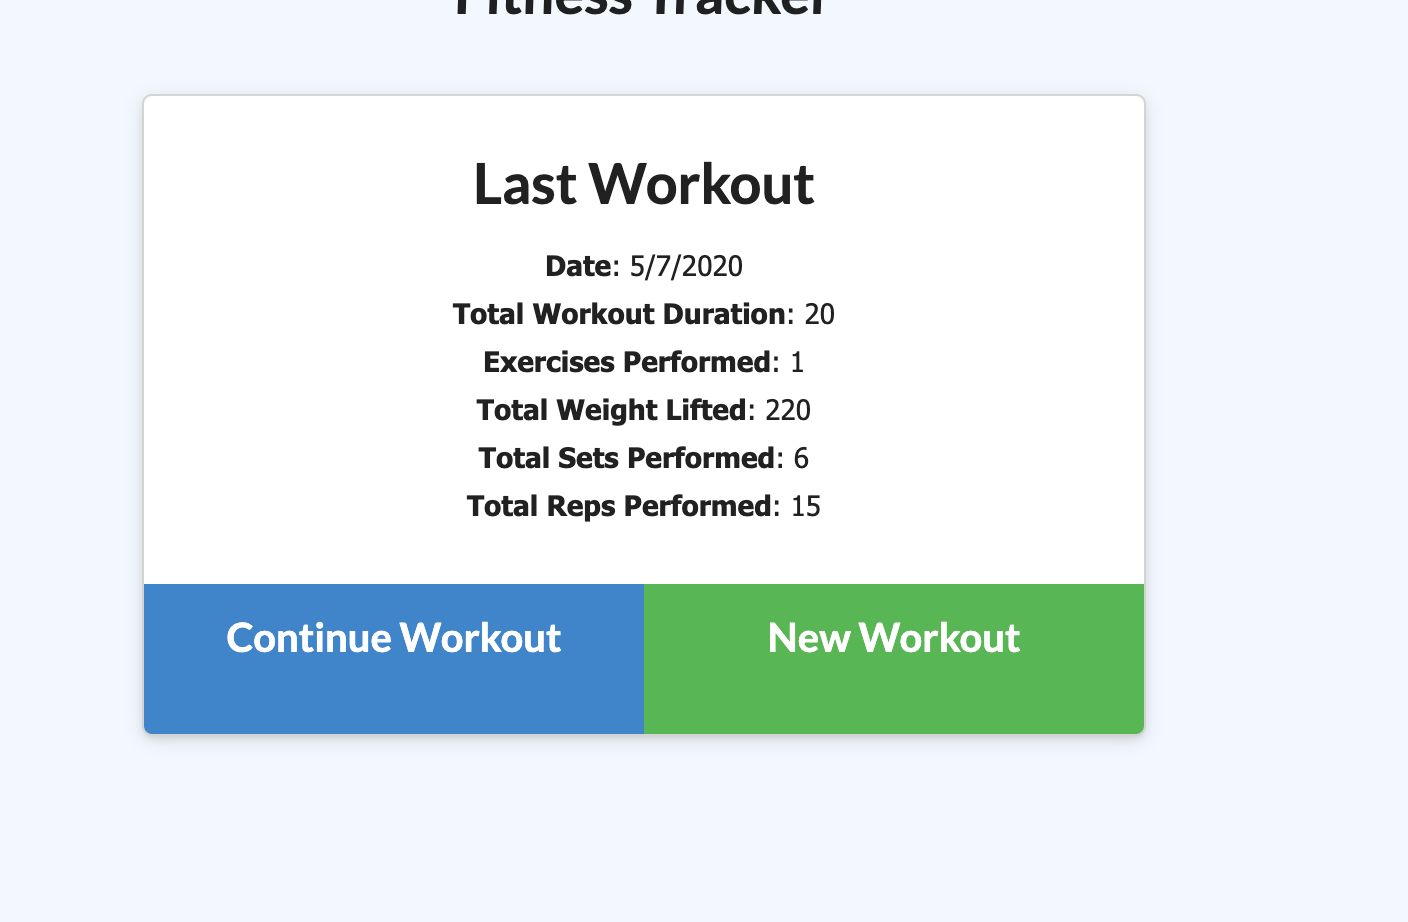 Fitness Tracker
Last Workout
Date: 5/7/2020
Total Workout Duration: 20
Exercises Performed: 1
Total Weight Lifted: 220
Total Sets Performed: 6
Total Reps Performed: 15
Continue Workout
New Workout